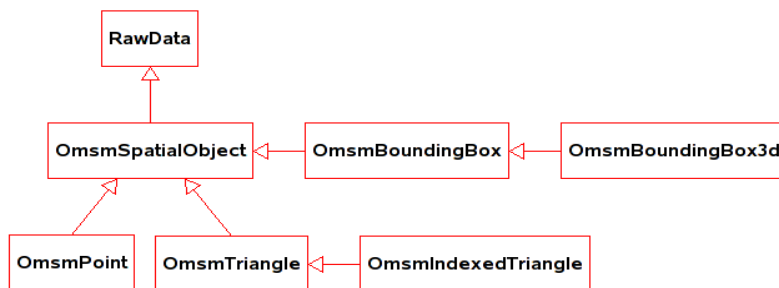 RawData
OmsmSpatialObject
OmsmBoundingBox
OmsmBoundingBox3d
OmsmPoint
OmsmTriangle
OmsmIndexedTriangle